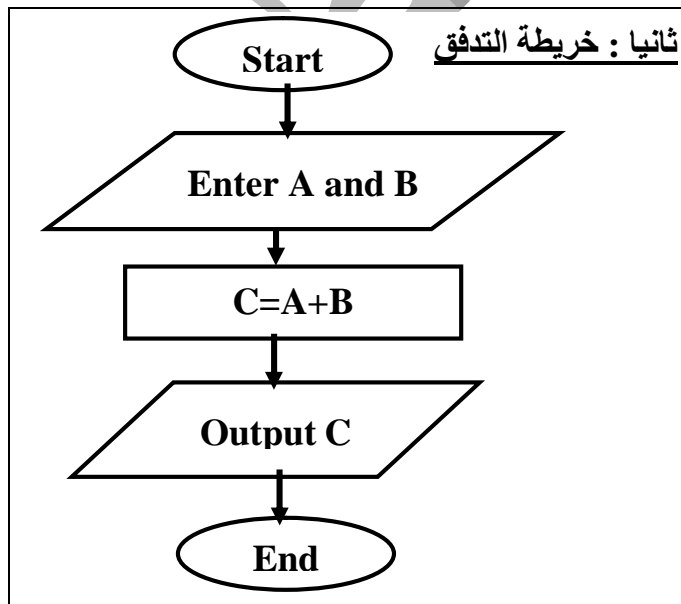 ثانيا : خريطة التدفق
Start
Enter A and B
C=A+B
Output C
End